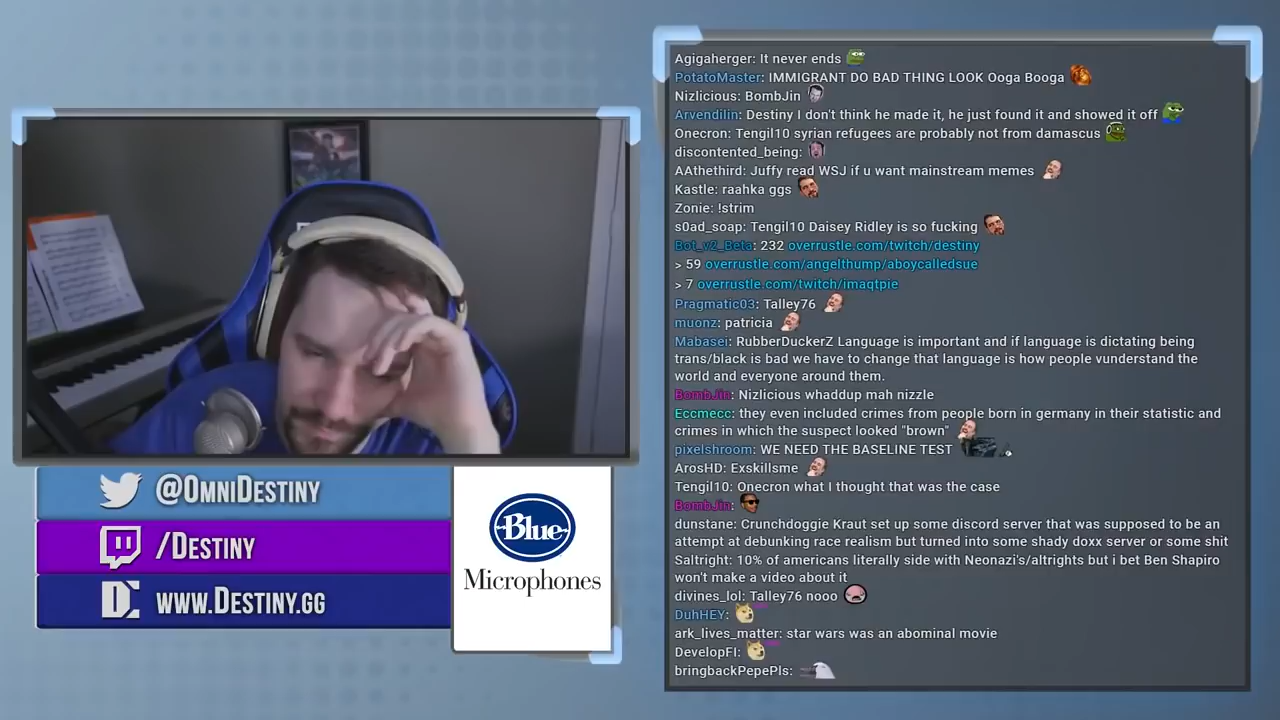 Agigaherger: It never ends
PotatoMaster: IMMIGRANT DO BAD THING LOOK Ooga Booga
Nizlicious: BombJin
Arvendilin: Destiny I don't think he made it, he just found it and showed it off
Onecron: Tengil10 syrian refugees are probably not from damascus
discontented_being:
AAthethird: Juffy read WSJ if u want mainstream memes
Kastle: raahka ggs
Zonie: !strim
s0ad_soap: Tengil10 Daisey Ridley is so fucking
Bot_v2_Beta: 232 overrustle.com/twitch/destiny
> 59 overrustle.com/angelthump/aboycalledsue
> 7 overrustle.com/twitch/imaqtpie
Pragmatic03: Talley76
muonz: patricia
Mabasei: RubberDuckerZ Language is important and if language is dictating being
trans/black is bad we have to change that language is how people vunderstand the
world and everyone around them.
BombJin: Nizlicious whaddup mah nizzle
Eccmecc: they even included crimes from people born in germany in their statistic and
crimes in which the suspect looked "brown"
pixelshroom: WE NEED THE BASELINE TEST
ArosHD: Exskillsme
Tengil10: Onecron what I thought that was the case
BombJin:
dunstane: Crunchdoggie Kraut set up some discord server that was supposed to be an
attempt at debunking race realism but turned into some shady doxx server or some shit
Saltright: 10% of americans literally side with Neonazi's/altrights but i bet Ben Shapiro
won't make a video about it
divines_lol: Talley76 nooo
DuhHEY:
ark_lives_matter: star wars was an abominal movie
DevelopFI:
bringbackPepePls:
@OmniDestiny
/Destiny
www.Destiny.gg
Blue
Microphones